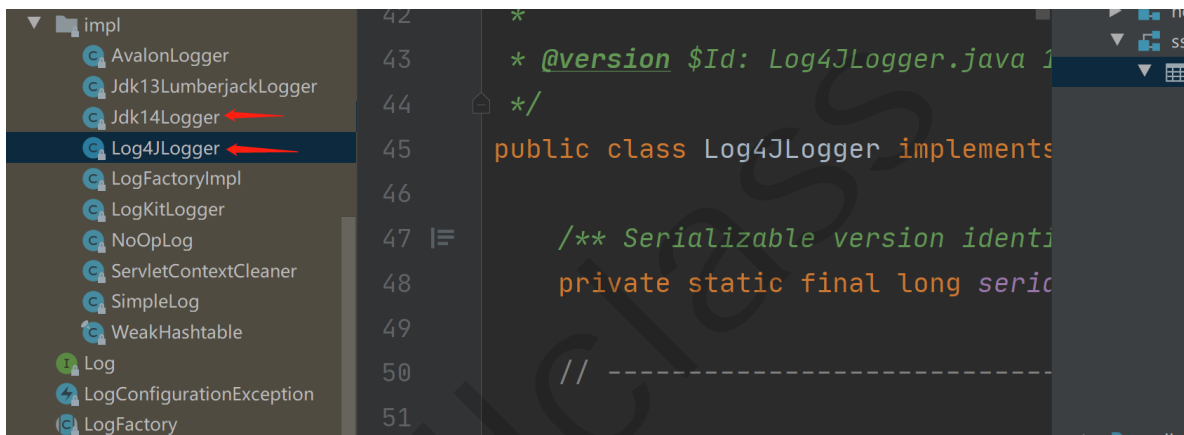 impl
AvalonLogger
Jdk13LumberjackLogger
Jdk14Logger
Log4JLogger
LogFactoryImpl
LogKitLogger
NoOpLog
ServletContextCleaner
SimpleLog
WeakHashtable
Log
LogConfigurationException
LogFactory
42 *
43 * @version $Id: Log4JLogger.java 1
44 */
45 public class Log4JLogger implements
46
47 /** Serializable version identi
48 private static final long seria
49
50 // ----------------------------
51
class